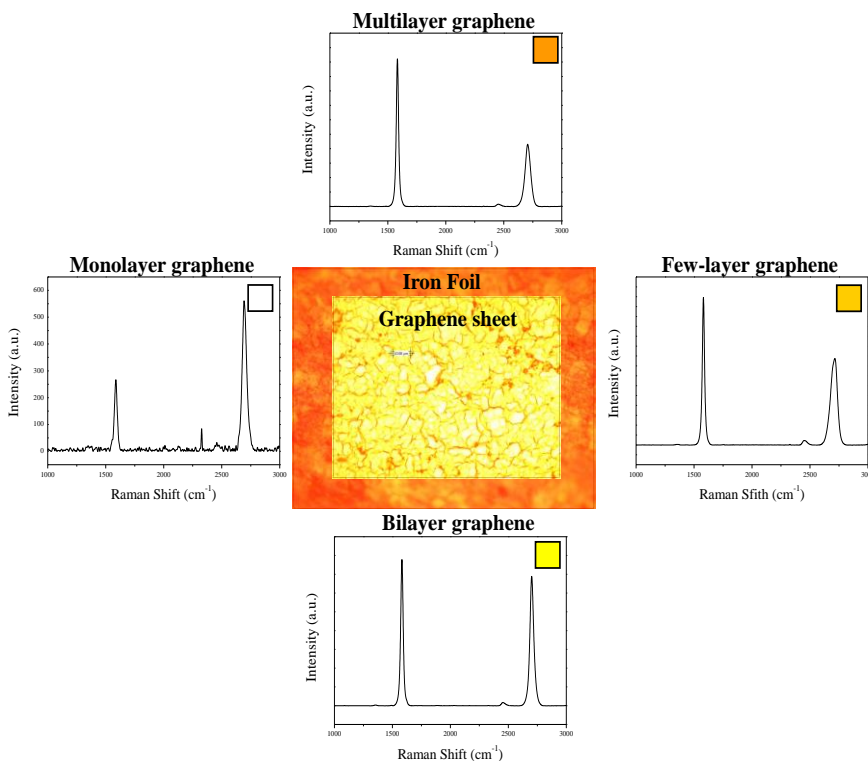 Multilayer graphene
Intensity (a.u.)
1000 1500 2000 2500 3000
Raman Shift (cm-1)
Monolayer graphene
600
500
400
300
200
100
0
Intensity (a.u.)
1000 1500 2000 2500 3000
Raman Shift (cm-1)
Iron Foil
Graphene sheet
Few-layer graphene
Intensity (a.u.)
1000 1500 2000 2500 3000
Raman Sfith (cm-1)
Bilayer graphene
Intensity (a.u.)
1000 1500 2000 2500 3000
Raman Shift (cm-1)